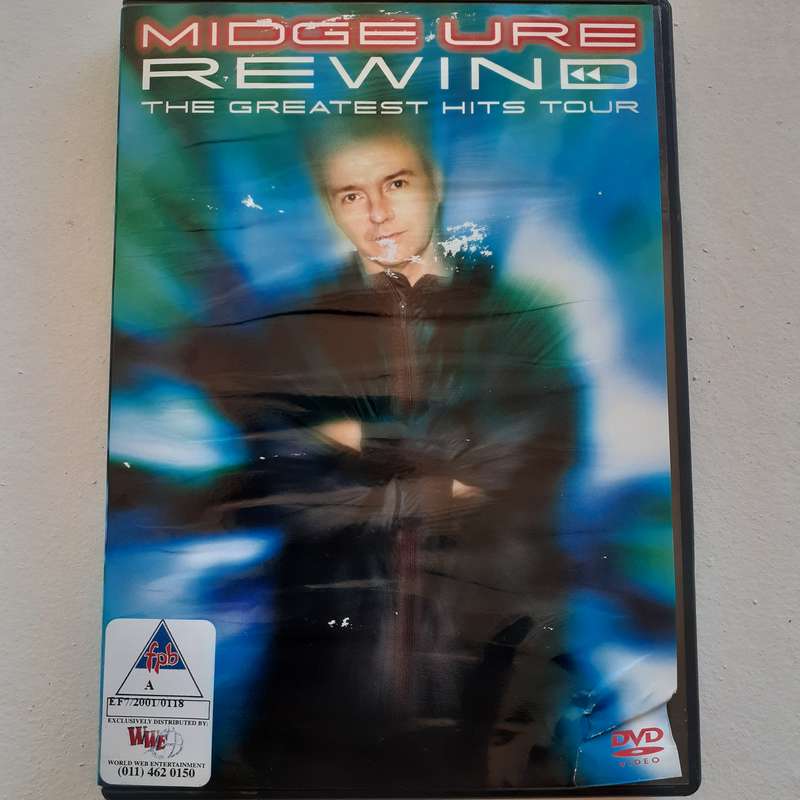 MIDGE URE
REWIND
THE GREATEST HITS TOUR
fpb
A
EF7/2001/0118
EXCLUSIVELY DISTRIBUTED BY:
WWE
WORLD WEB ENTERTAINMENT
(011) 462 0150
DVD
VIDEO